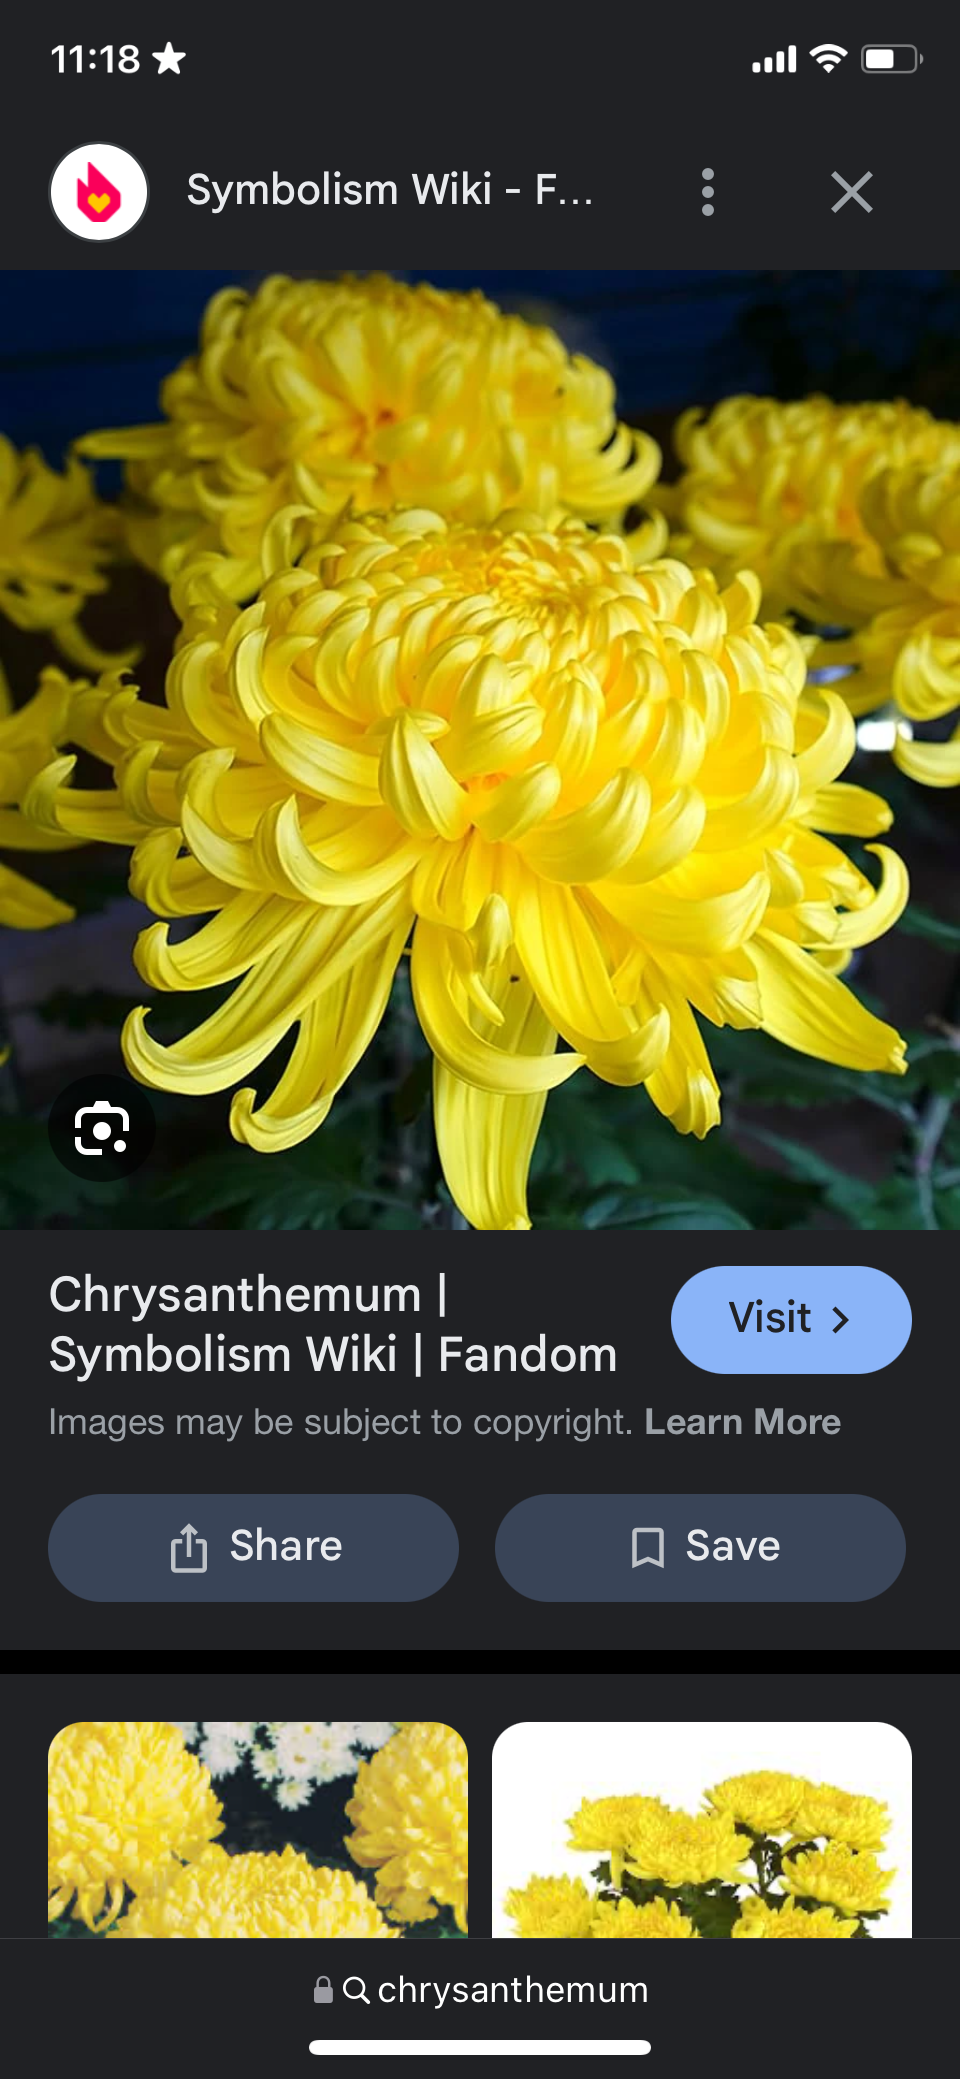 11:18
Symbolism Wiki - F...
Chrysanthemum |
Symbolism Wiki | Fandom
Visit
Images may be subject to copyright. Learn More
Share
Save
chrysanthemum